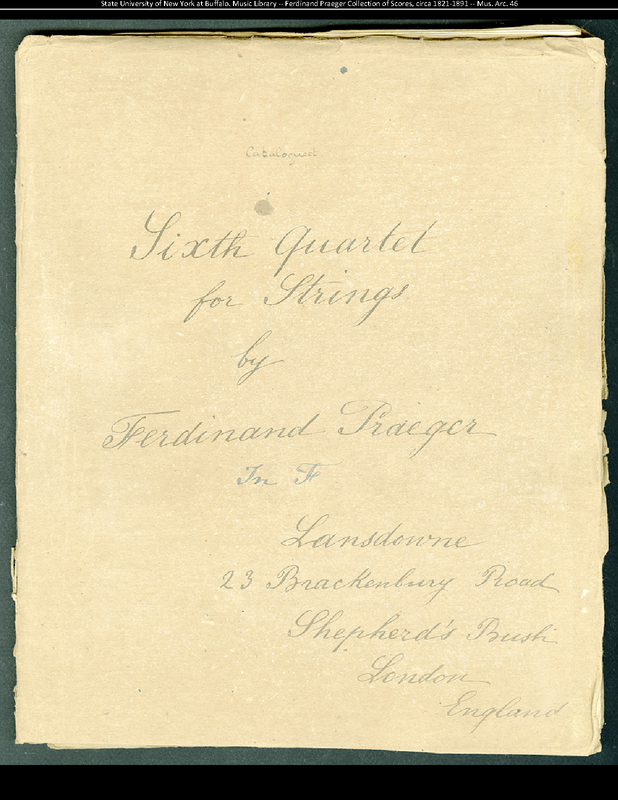 State University of New York at Buffalo. Music Library -- Ferdinand Praeger Collection of Scores, circa 1821-1891 -- Mus. Arc. 46
Catalogued
Sixth Quartet
for Strings
by
Ferdinand Praeger
In F
Lansdowne
23 Brackenbury Road
Shepherd's Bush
London
England